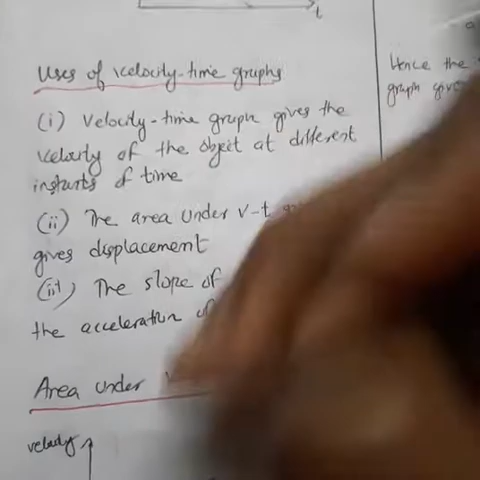 t
Uses of velocity-time graphs
(i) Velocity-time graph gives the
velocity of the object at different
instants of time
(ii) The area under v-t
gives displacement
(iii) The slope of
the acceleration of
Area under
velocity
Hence the
graph give